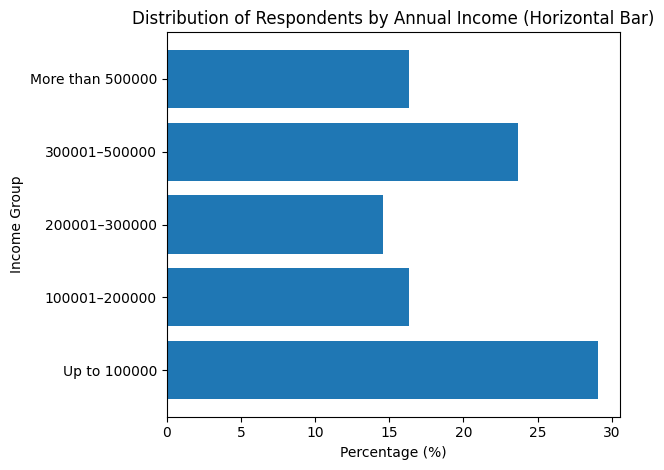 Distribution of Respondents by Annual Income (Horizontal Bar)
Income Group
More than 500000
300001–500000
200001–300000
100001–200000
Up to 100000
0 5 10 15 20 25 30
Percentage (%)